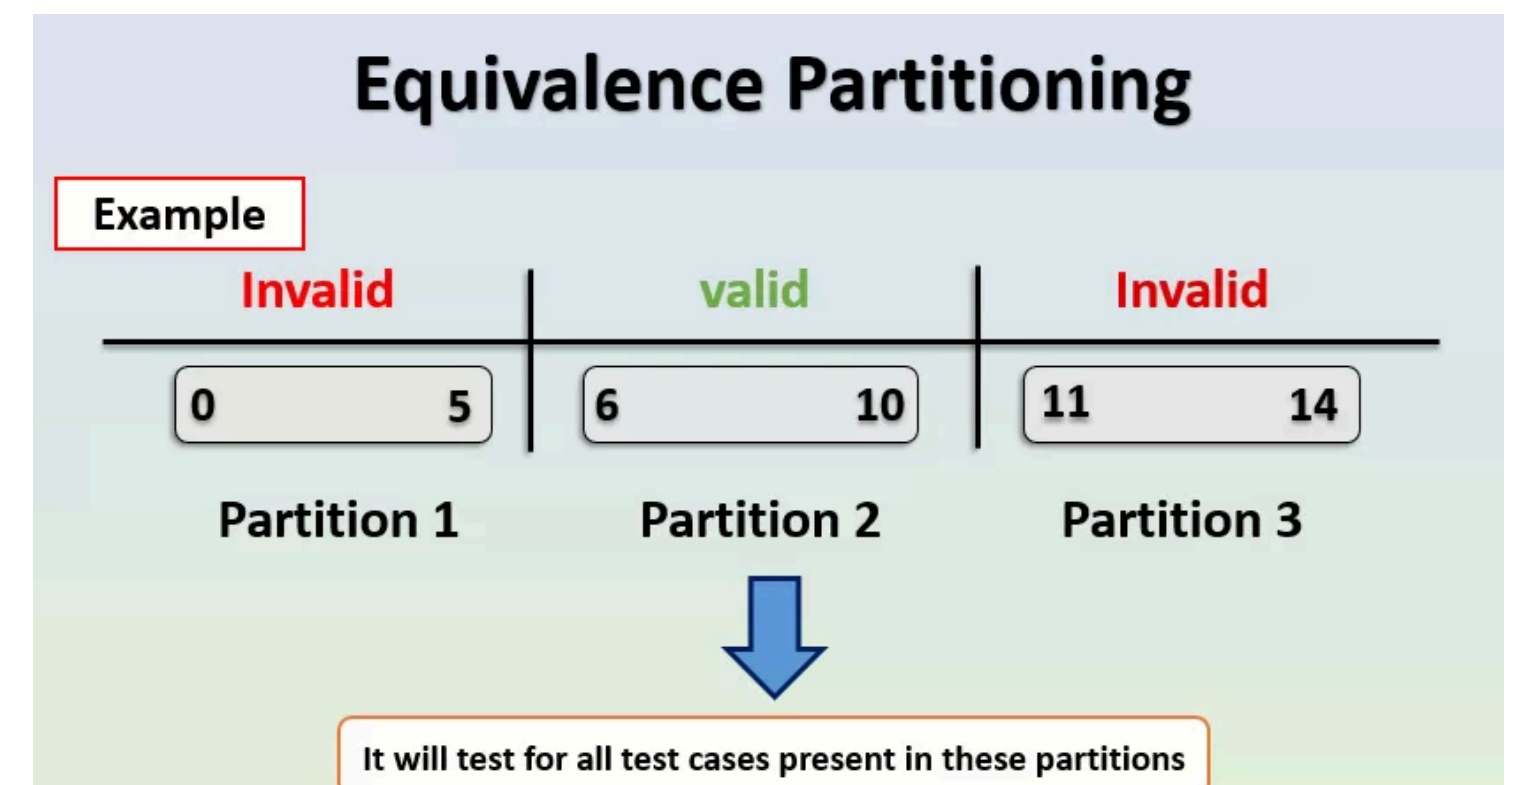 Equivalence Partitioning
Example
Invalid valid Invalid
0 5 6 10 11 14
Partition 1 Partition 2 Partition 3
It will test for all test cases present in these partitions